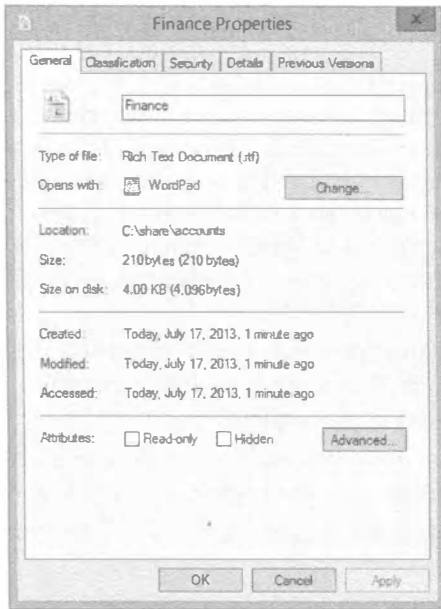 Finance Properties
x
General Classification Security Details Previous Versions
Finance
Type of file: Rich Text Document (.rtf)
Opens with: WordPad Change...
Location: C:\share\accounts
Size: 210 bytes (210 bytes)
Size on disk: 4.00 KB (4,096 bytes)
Created: Today, July 17, 2013, 1 minute ago
Modified: Today, July 17, 2013, 1 minute ago
Accessed: Today, July 17, 2013, 1 minute ago
Attributes: Read-only Hidden Advanced...
OK Cancel Apply